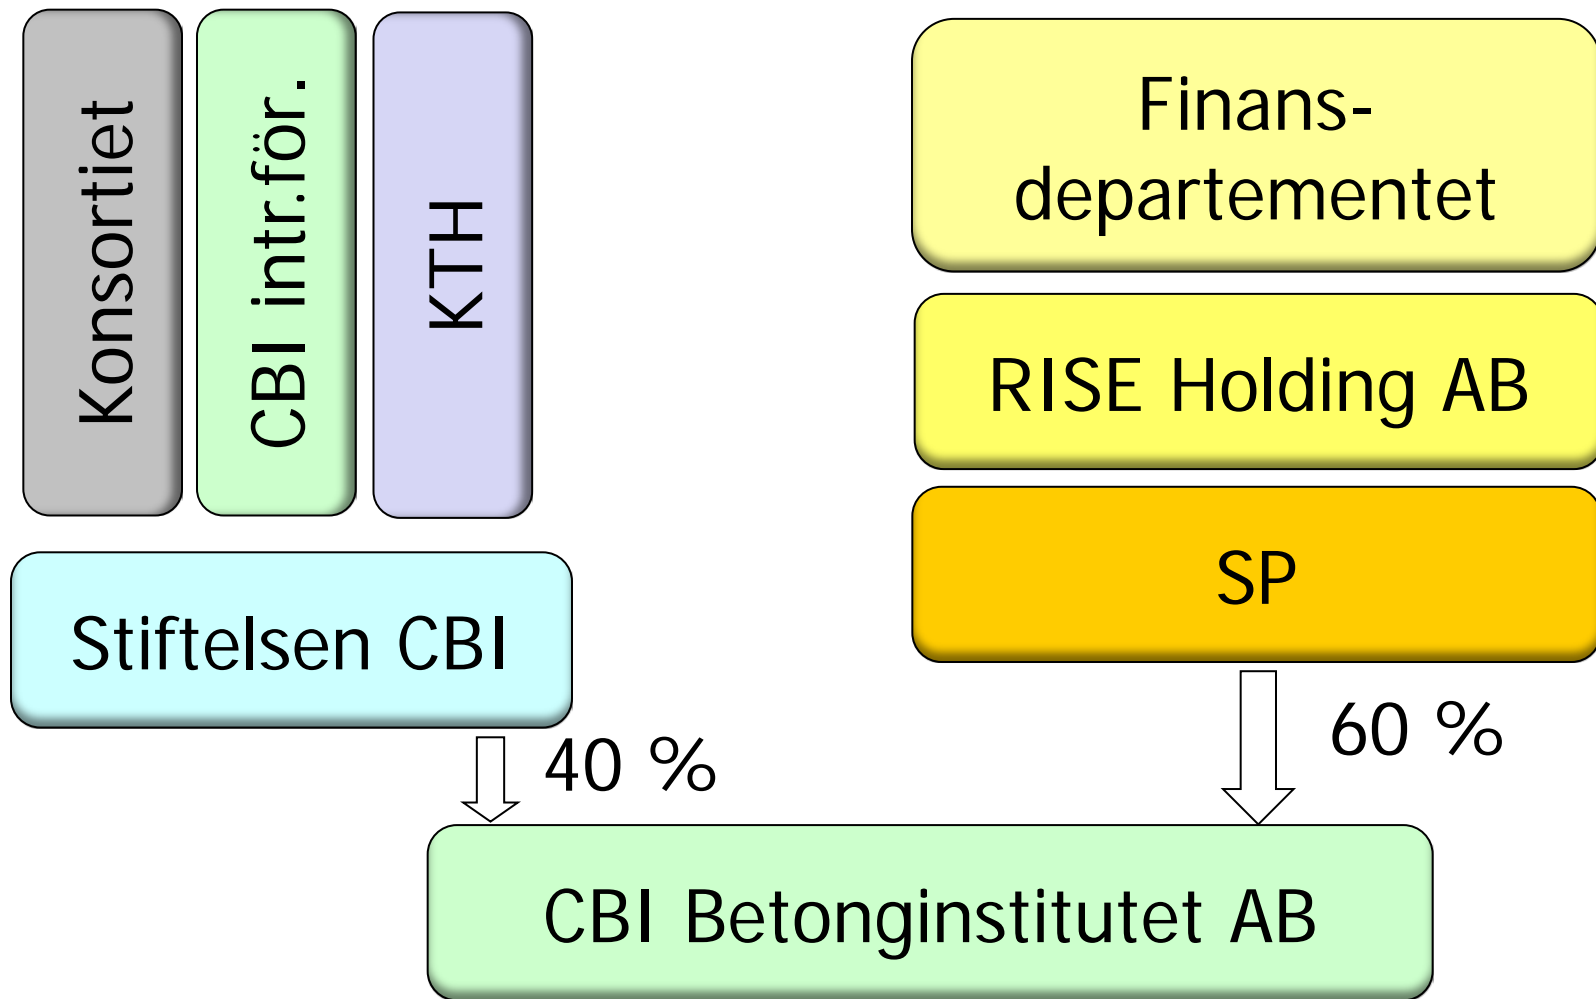 Konsortiet
CBI intr.för.
KTH
Finans-
departementet
RISE Holding AB
SP
Stiftelsen CBI
40 %
60 %
CBI Betonginstitutet AB